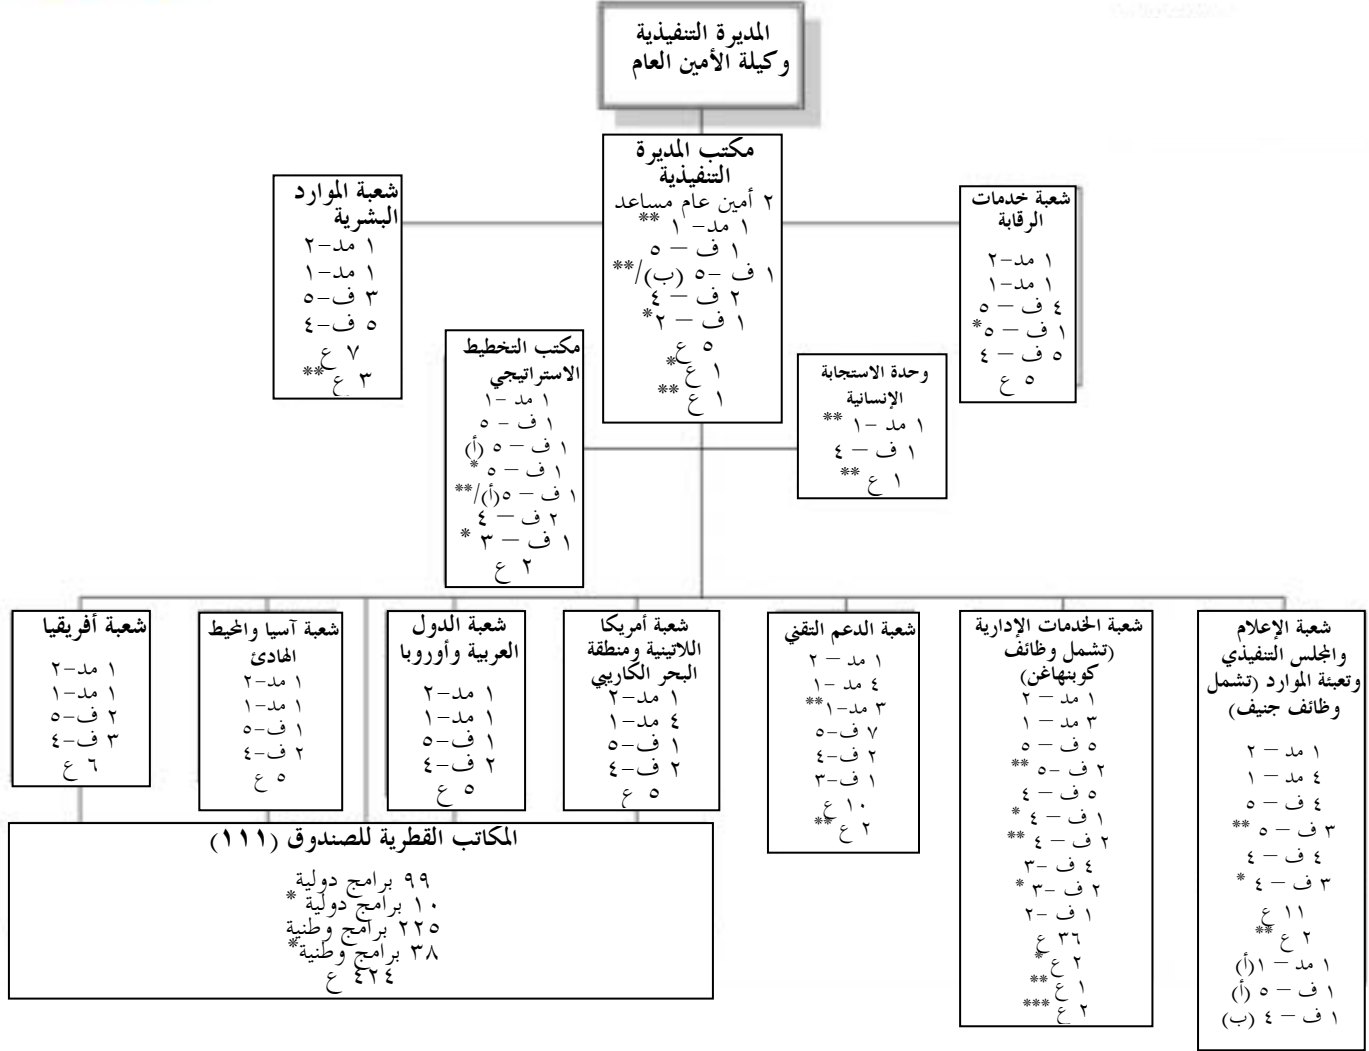 المديرة التنفيذية
وكيلة الأمين العام
مكتب المديرة
التنفيذية
٢ أمين عام مساعد
١ مد- ١ **
١ ف – ٥
١ ف -٥ (ب)/**
٢ ف – ٤
١ ف – ٢*
٥ ع
١ ع *
١ ع **
شعبة خدمات
الرقابة
١ مد-٢
١ مد-١
٤ ف – ٥
١ ف – ٥*
٥ ف – ٤
٥ ع
شعبة الموارد
البشرية
١ مد-٢
١ مد-١
٣ ف-٥
٥ ف-٤
٧ ع
٣ ع **
وحدة الاستجابة
الإنسانية
١ مد -١ **
١ ف – ٤
١ ع **
مكتب التخطيط
الاستراتيجي
١ مد -١
١ ف - ٥
١ ف – ٥ (أ)
١ ف – ٥ *
١ ف – ٥(أ)/**
٢ ف – ٤
١ ف – ٣ *
٢ ع
شعبة الإعلام
والمجلس التنفيذي
وتعبئة الموارد (تشمل
وظائف جنيف)
١ مد – ٢
٤ مد – ١
٤ ف – ٥
٣ ف – ٥ **
٤ ف – ٤
٣ ف – ٤ *
١١ ع
٢ ع **
١ مد – ١(أ)
١ ف – ٥ (أ)
١ ف – ٤ (ب)
شعبة الخدمات الإدارية
(تشمل وظائف
كوبنهاغن)
١ مد – ٢
٣ مد – ١
٥ ف – ٥
٢ ف -٥ **
٥ ف – ٤
١ ف – ٤ *
٢ ف – ٤ **
٤ ف -٣
٢ ف -٣ *
١ ف -٢
٣٦ ع
٢ ع *
١ ع **
٢ ع ***
شعبة الدعم التقني
١ مد – ٢
٤ مد -١
٣ مد-١**
٧ ف-٥
٢ ف-٤
١ ف-٣
١٠ ع
٢ ع **
شعبة أمريكا
اللاتينية ومنطقة
البحر الكاريبي
١ مد-٢
٤ مد-١
١ ف-٥
٢ ف-٤
٥ ع
شعبة الدول
العربية وأوروبا
١ مد-٢
١ مد-١
١ ف-٥
٢ ف-٤
٥ ع
شعبة آسيا والمحيط
الهادئ
١ مد-٢
١ مد-١
١ ف-٥
٢ ف-٤
٥ ع
شعبة أفريقيا
١ مد-٢
١ مد-١
٢ ف-٥
٣ ف-٤
٦ ع
المكاتب القطرية للصندوق (١١١)
٩٩ برامج دولية
١٠ برامج دولية *
٢٢٥ برامج وطنية
٣٨ برامج وطنية*
٤٢٤ ع